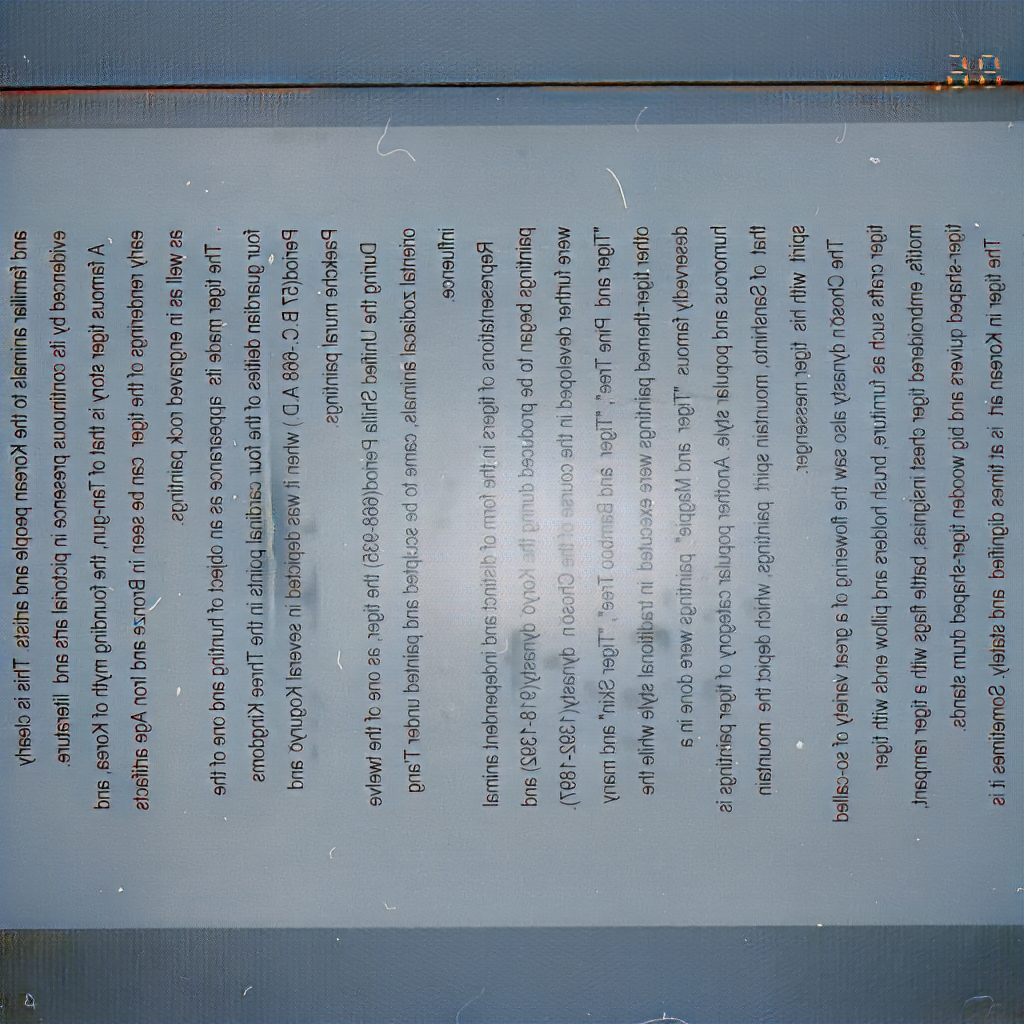 and familiar animals to the Korean people and artists. This is clearly
evidenced by its continuous presence in pictorial arts and literature.
A famous tiger story is that of Tan-gun, the founding myth of Korea, and
early renderings of the tiger can be seen in Bronze and Iron Age artifacts
as well as in engraved rock paintings.
The tiger made its appearance as an object of hunting and one of the
four guardian deities of the four cardinal points in the Three Kingdoms
Period(57 B.C.-668 A.D.) when it was depicted in several Koguryŏ and
Paekche mural paintings.
During the Unified Shilla Period(668-935) the tiger, as one of the twelve
oriental zodiacal animals, came to be sculpted and painted under T'ang
influence.
Representations of tigers in the form of distinct and independent animal
paintings began to be produced during the Koryŏ dynasty(918-1392) and
were further developed in the course of the Chosŏn dynasty(1392-1897).
"Tiger and Pine Tree," "Tiger and Bamboo Tree," "Tiger Skin" and many
other tiger-themed paintings were executed in traditional style while the
deservedly famous "Tiger and Magpie" paintings were done in a
humorous and popular style. Another popular category of tiger paintings is
that of Sanshinto, mountain spirit paintings, which depict the mountain
spirit with his tiger messenger.
The Chosŏn dynasty also saw the flowering of a great variety of so-called
tiger crafts such as furniture, brush holders and pillow ends with tiger
motifs, embroidered tiger chest insignias, battle flags with a tiger rampant,
tiger-shaped quivers and big wooden tiger-shaped drum stands.
The tiger in Korean art is at times dignified and stately. Sometimes it is